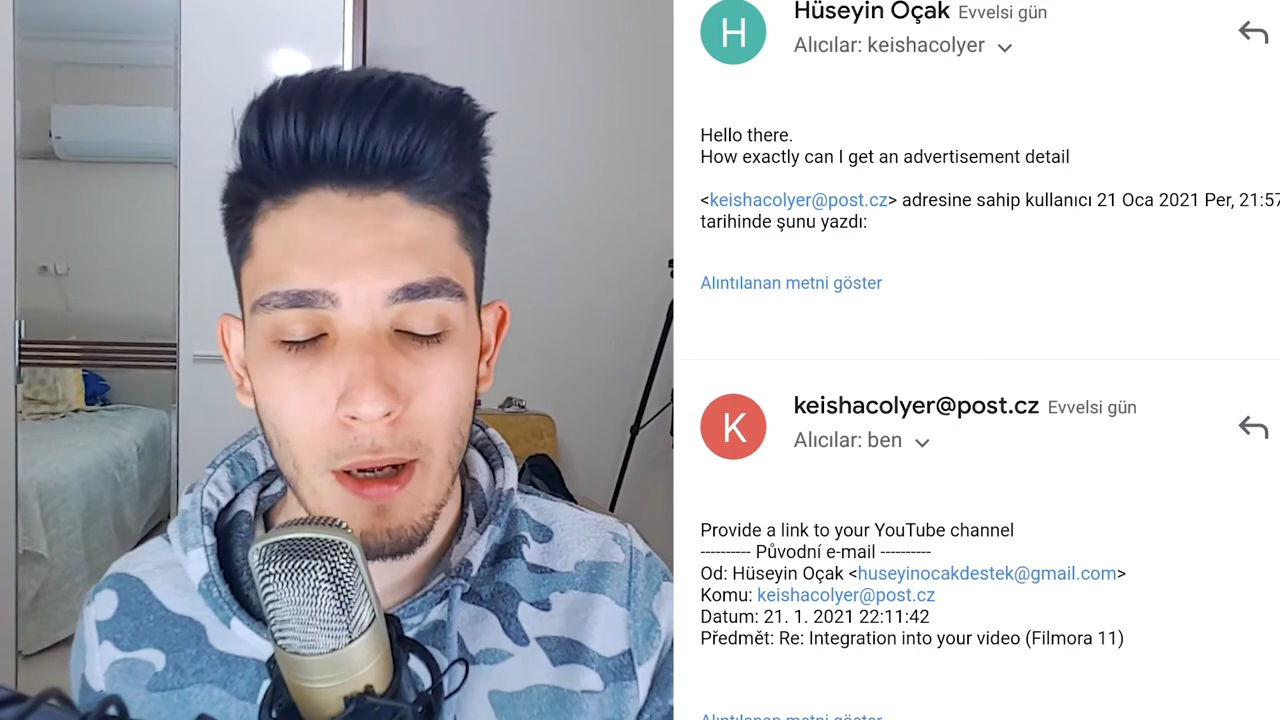 H
Hüseyin Oçak Evvelsi gün
Alıcılar: keishacolyer
Hello there.
How exactly can I get an advertisement detail
<keishacolyer@post.cz> adresine sahip kullanıcı 21 Oca 2021 Per, 21:57
tarihinde şunu yazdı:
Alıntılanan metni göster
K
keishacolyer@post.cz Evvelsi gün
Alıcılar: ben
Provide a link to your YouTube channel
---------- Původní e-mail ----------
Od: Hüseyin Oçak <huseyinocakdestek@gmail.com>
Komu: keishacolyer@post.cz
Datum: 21. 1. 2021 22:11:42
Předmět: Re: Integration into your video (Filmora 11)
Alıntılanan metni göster